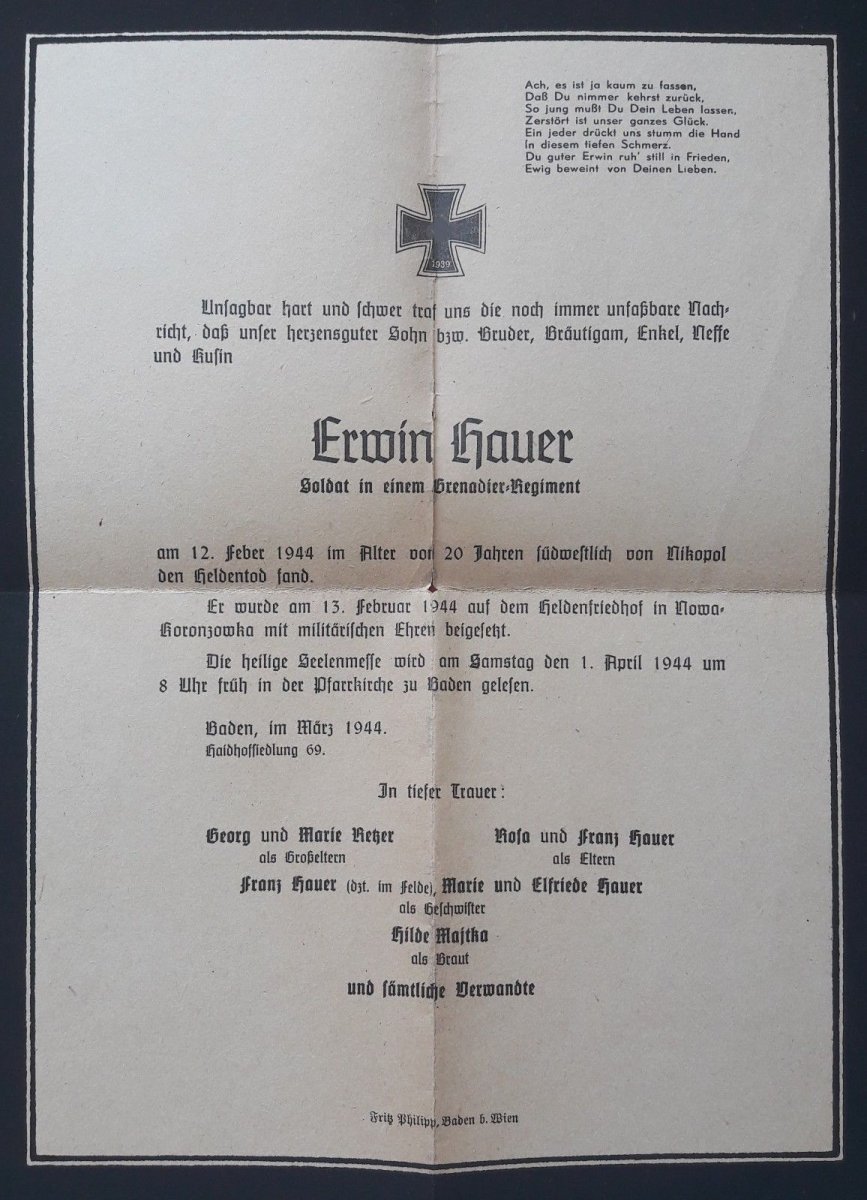 Ach, es ist ja kaum zu fassen,
Daß Du nimmer kehrst zurück,
So jung mußt Du Dein Leben lassen,
Zerstört ist unser ganzes Glück.
Ein jeder drückt uns stumm die Hand
In diesem tiefen Schmerz.
Du guter Erwin ruh' still in Frieden,
Ewig beweint von Deinen Lieben.
1939
Unsagbar hart und schwer traf uns die noch immer unfaßbare Nach-
richt, daß unser herzensguter Sohn bzw. Bruder, Bräutigam, Enkel, Neffe
und Kusin
Erwin Hauer
Soldat in einem Grenadier-Regiment
am 12. Feber 1944 im Alter von 20 Jahren südwestlich von Nikopol
den Heldentod fand.
Er wurde am 13. Februar 1944 auf dem Heldenfriedhof in Nowa-
Koronzowka mit militärischen Ehren beigesetzt.
Die heilige Seelenmesse wird am Samstag den 1. April 1944 um
8 Uhr früh in der Pfarrkirche zu Baden gelesen.
Baden, im März 1944.
Haidhofsiedlung 69.
In tiefer Trauer:
Georg und Marie Retzer Rosa und Franz Hauer
als Großeltern als Eltern
Franz Hauer (dzt. im Felde), Marie und Elfriede Hauer
als Geschwister
Hilde Majtka
als Braut
und sämtliche Verwandte
Fritz Philipp, Baden b. Wien